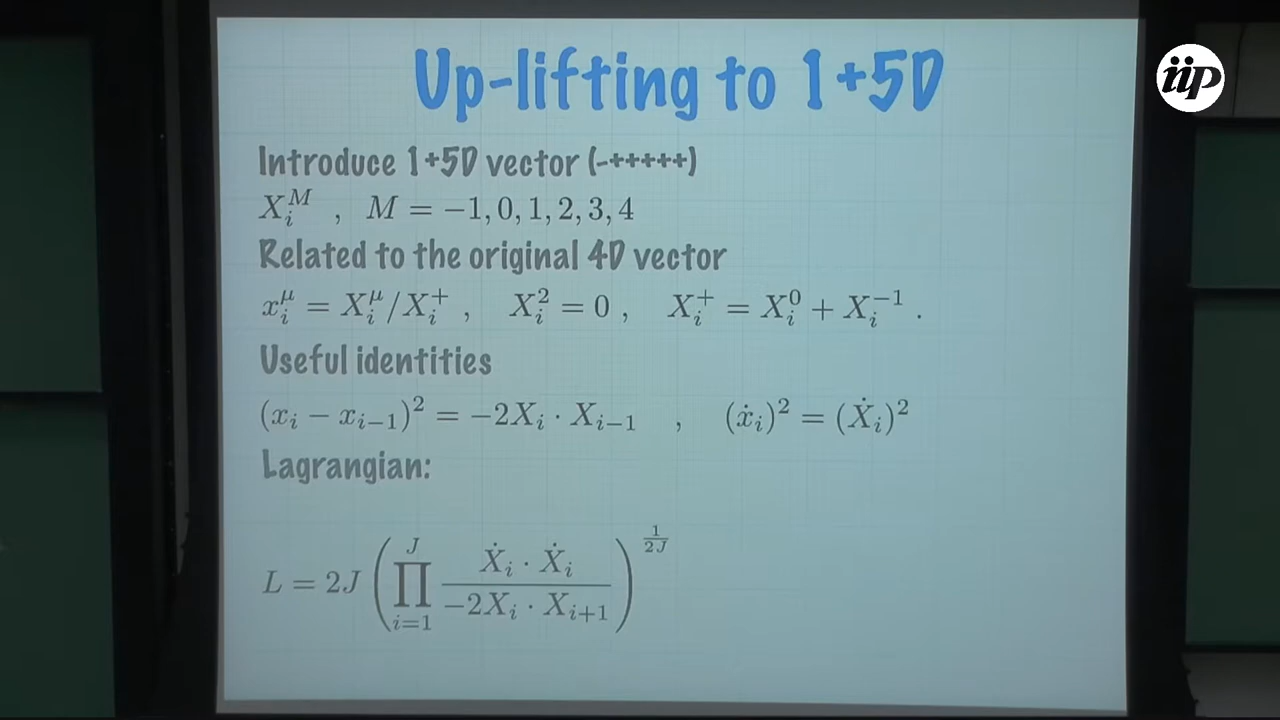 Up-lifting to 1+5D
iip
Introduce 1+5D vector (-+++++)
$X_i^M$ , $M = -1, 0, 1, 2, 3, 4$
Related to the original 4D vector
$x_i^\mu = X_i^\mu / X_i^+$ , $X_i^2 = 0$ , $X_i^+ = X_i^0 + X_i^{-1}$ .
Useful identities
$(x_i - x_{i-1})^2 = -2X_i \cdot X_{i-1}$ , $(\dot{x}_i)^2 = (\dot{X}_i)^2$
Lagrangian:
$L = 2J \left( \prod_{i=1}^{J} \frac{\dot{X}_i \cdot \dot{X}_i}{-2X_i \cdot X_{i+1}} \right)^{\frac{1}{2J}}$